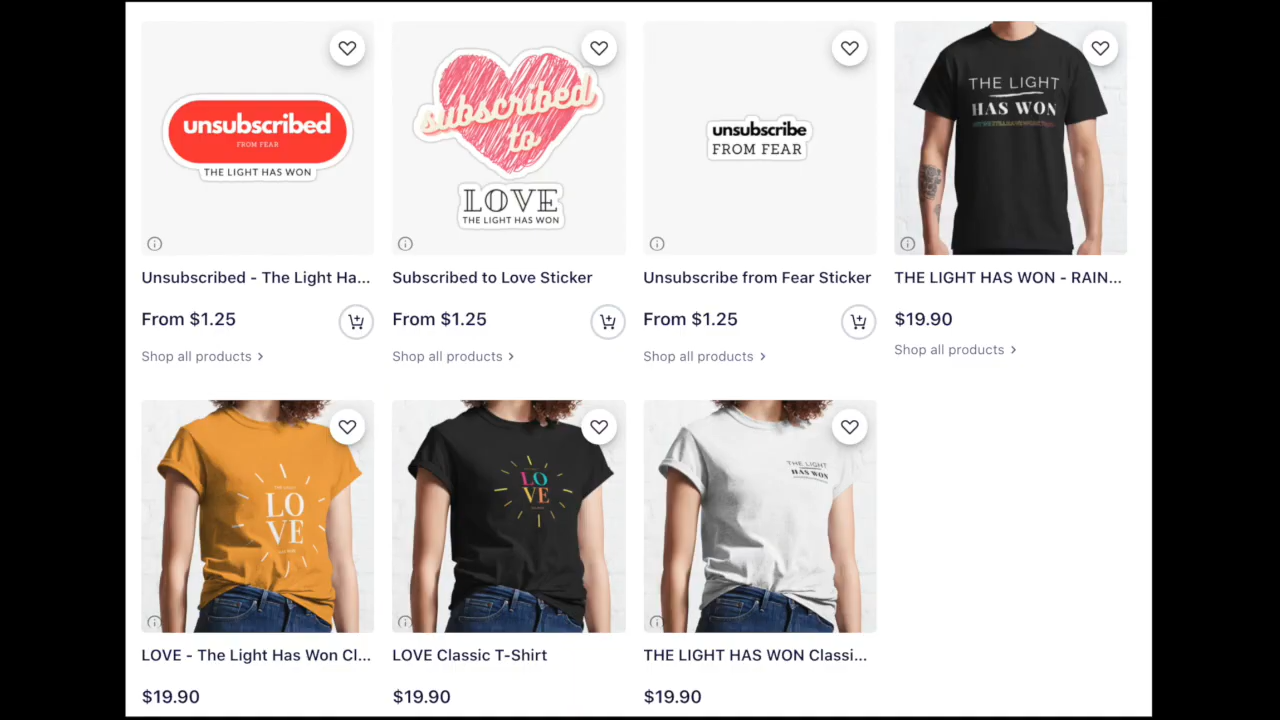 unsubscribed
FROM FEAR
THE LIGHT HAS WON
subscribed
to
LOVE
THE LIGHT HAS WON
unsubscribe
FROM FEAR
THE LIGHT
HAS WON
Unsubscribed - The Light Ha...
Subscribed to Love Sticker
Unsubscribe from Fear Sticker
THE LIGHT HAS WON - RAIN...
From $1.25
From $1.25
From $1.25
$19.90
Shop all products
Shop all products
Shop all products
Shop all products
LO
VE
LO
VE
THE LIGHT
HAS WON
LOVE - The Light Has Won Cl...
LOVE Classic T-Shirt
THE LIGHT HAS WON Classi...
$19.90
$19.90
$19.90